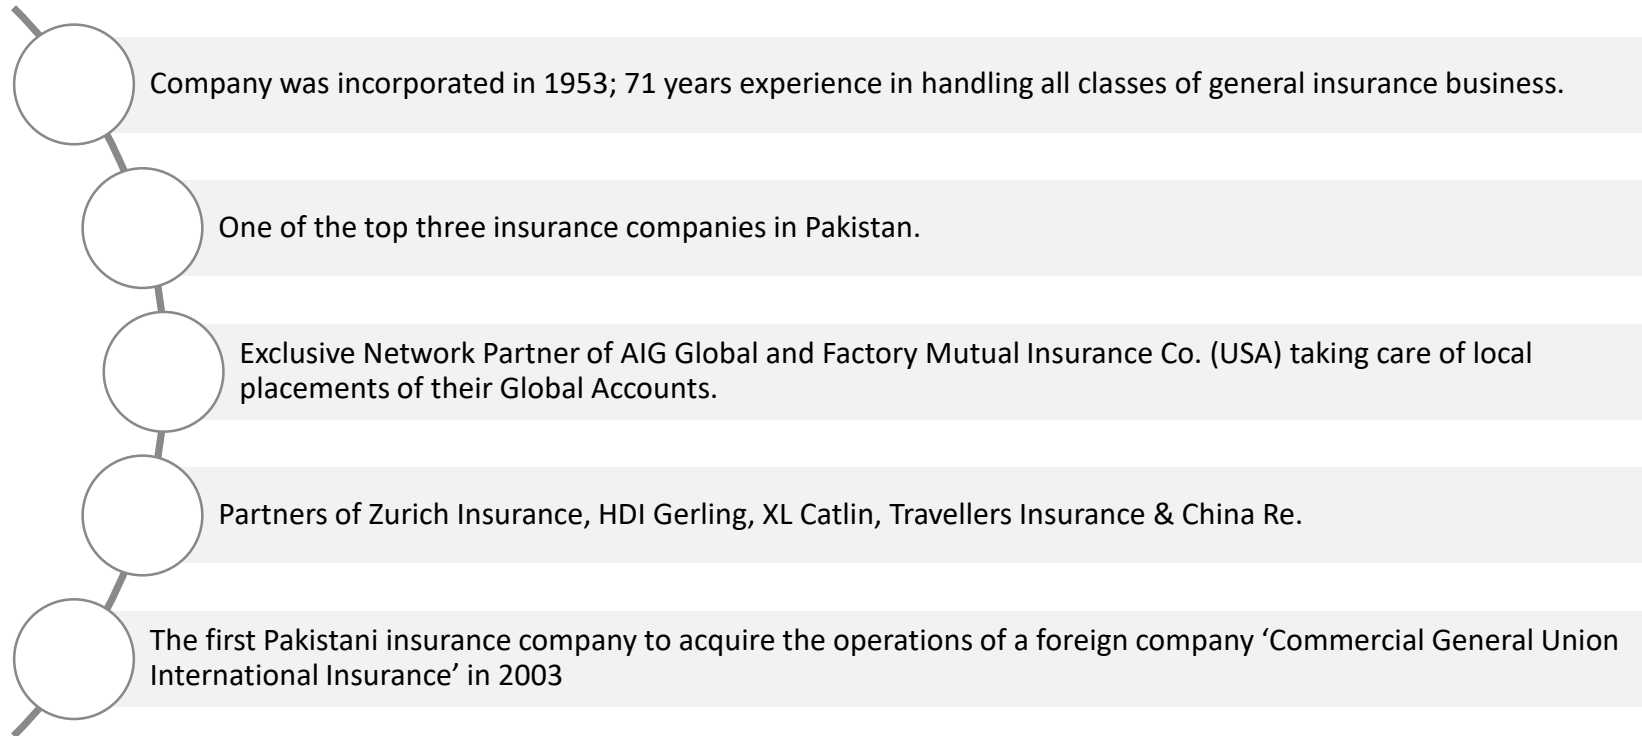 Company was incorporated in 1953; 71 years experience in handling all classes of general insurance business.
One of the top three insurance companies in Pakistan.
Exclusive Network Partner of AIG Global and Factory Mutual Insurance Co. (USA) taking care of local
placements of their Global Accounts.
Partners of Zurich Insurance, HDI Gerling, XL Catlin, Travellers Insurance & China Re.
The first Pakistani insurance company to acquire the operations of a foreign company ‘Commercial General Union
International Insurance’ in 2003